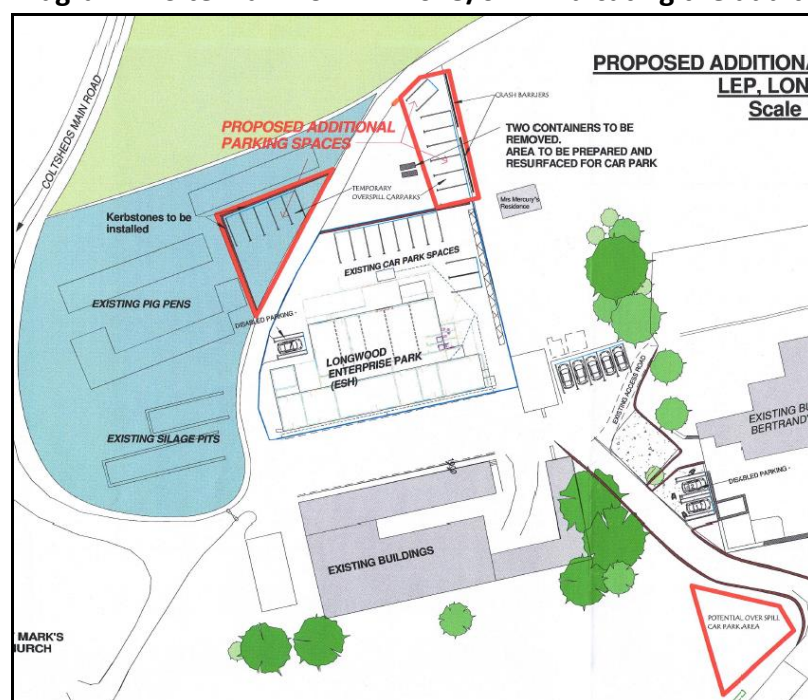 PROPOSED ADDITIONA
LEP, LON
Scale
COLTSHEDS MAIN ROAD
CRASH BARRIERS
PROPOSED ADDITIONAL
PARKING SPACES
TWO CONTAINERS TO BE
REMOVED.
AREA TO BE PREPARED AND
RESURFACED FOR CAR PARK
TEMPORARY
OVERSPILL CARPARKS
Mrs Mercury's
Residence
Kerbstones to be
installed
EXISTING CAR PARK SPACES
EXISTING PIG PENS
DISABLED PARKING -
LONGWOOD
ENTERPRISE PARK
(ESH)
EXISTING ACCESS ROAD
EXISTING BU
BERTRAND'
EXISTING SILAGE PITS
DISABLED PARKING -
EXISTING BUILDINGS
POTENTIAL OVER SPILL
CAR PARK AREA
MARK'S
HURCH